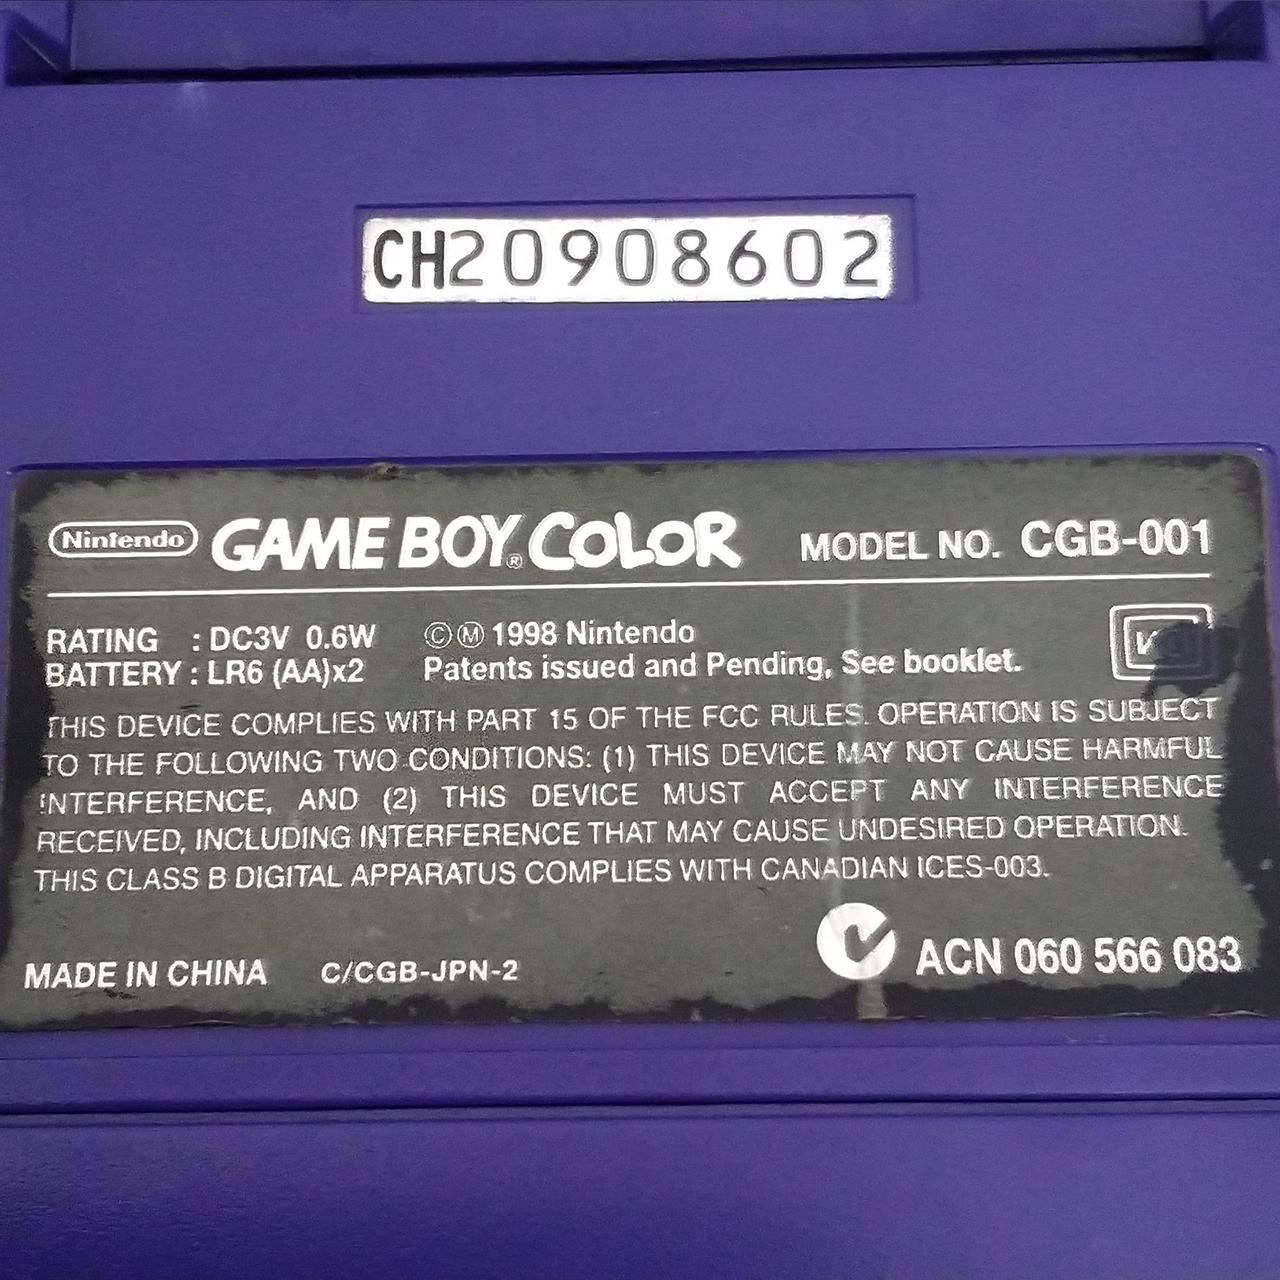 CH20908602
Nintendo GAME BOY® COLOR MODEL NO. CGB-001
RATING : DC3V 0.6W ©Ⓜ 1998 Nintendo
BATTERY : LR6 (AA)x2 Patents issued and Pending, See booklet.
THIS DEVICE COMPLIES WITH PART 15 OF THE FCC RULES. OPERATION IS SUBJECT
TO THE FOLLOWING TWO CONDITIONS: (1) THIS DEVICE MAY NOT CAUSE HARMFUL
INTERFERENCE, AND (2) THIS DEVICE MUST ACCEPT ANY INTERFERENCE
RECEIVED, INCLUDING INTERFERENCE THAT MAY CAUSE UNDESIRED OPERATION.
THIS CLASS B DIGITAL APPARATUS COMPLIES WITH CANADIAN ICES-003.
MADE IN CHINA C/CGB-JPN-2 ACN 060 566 083